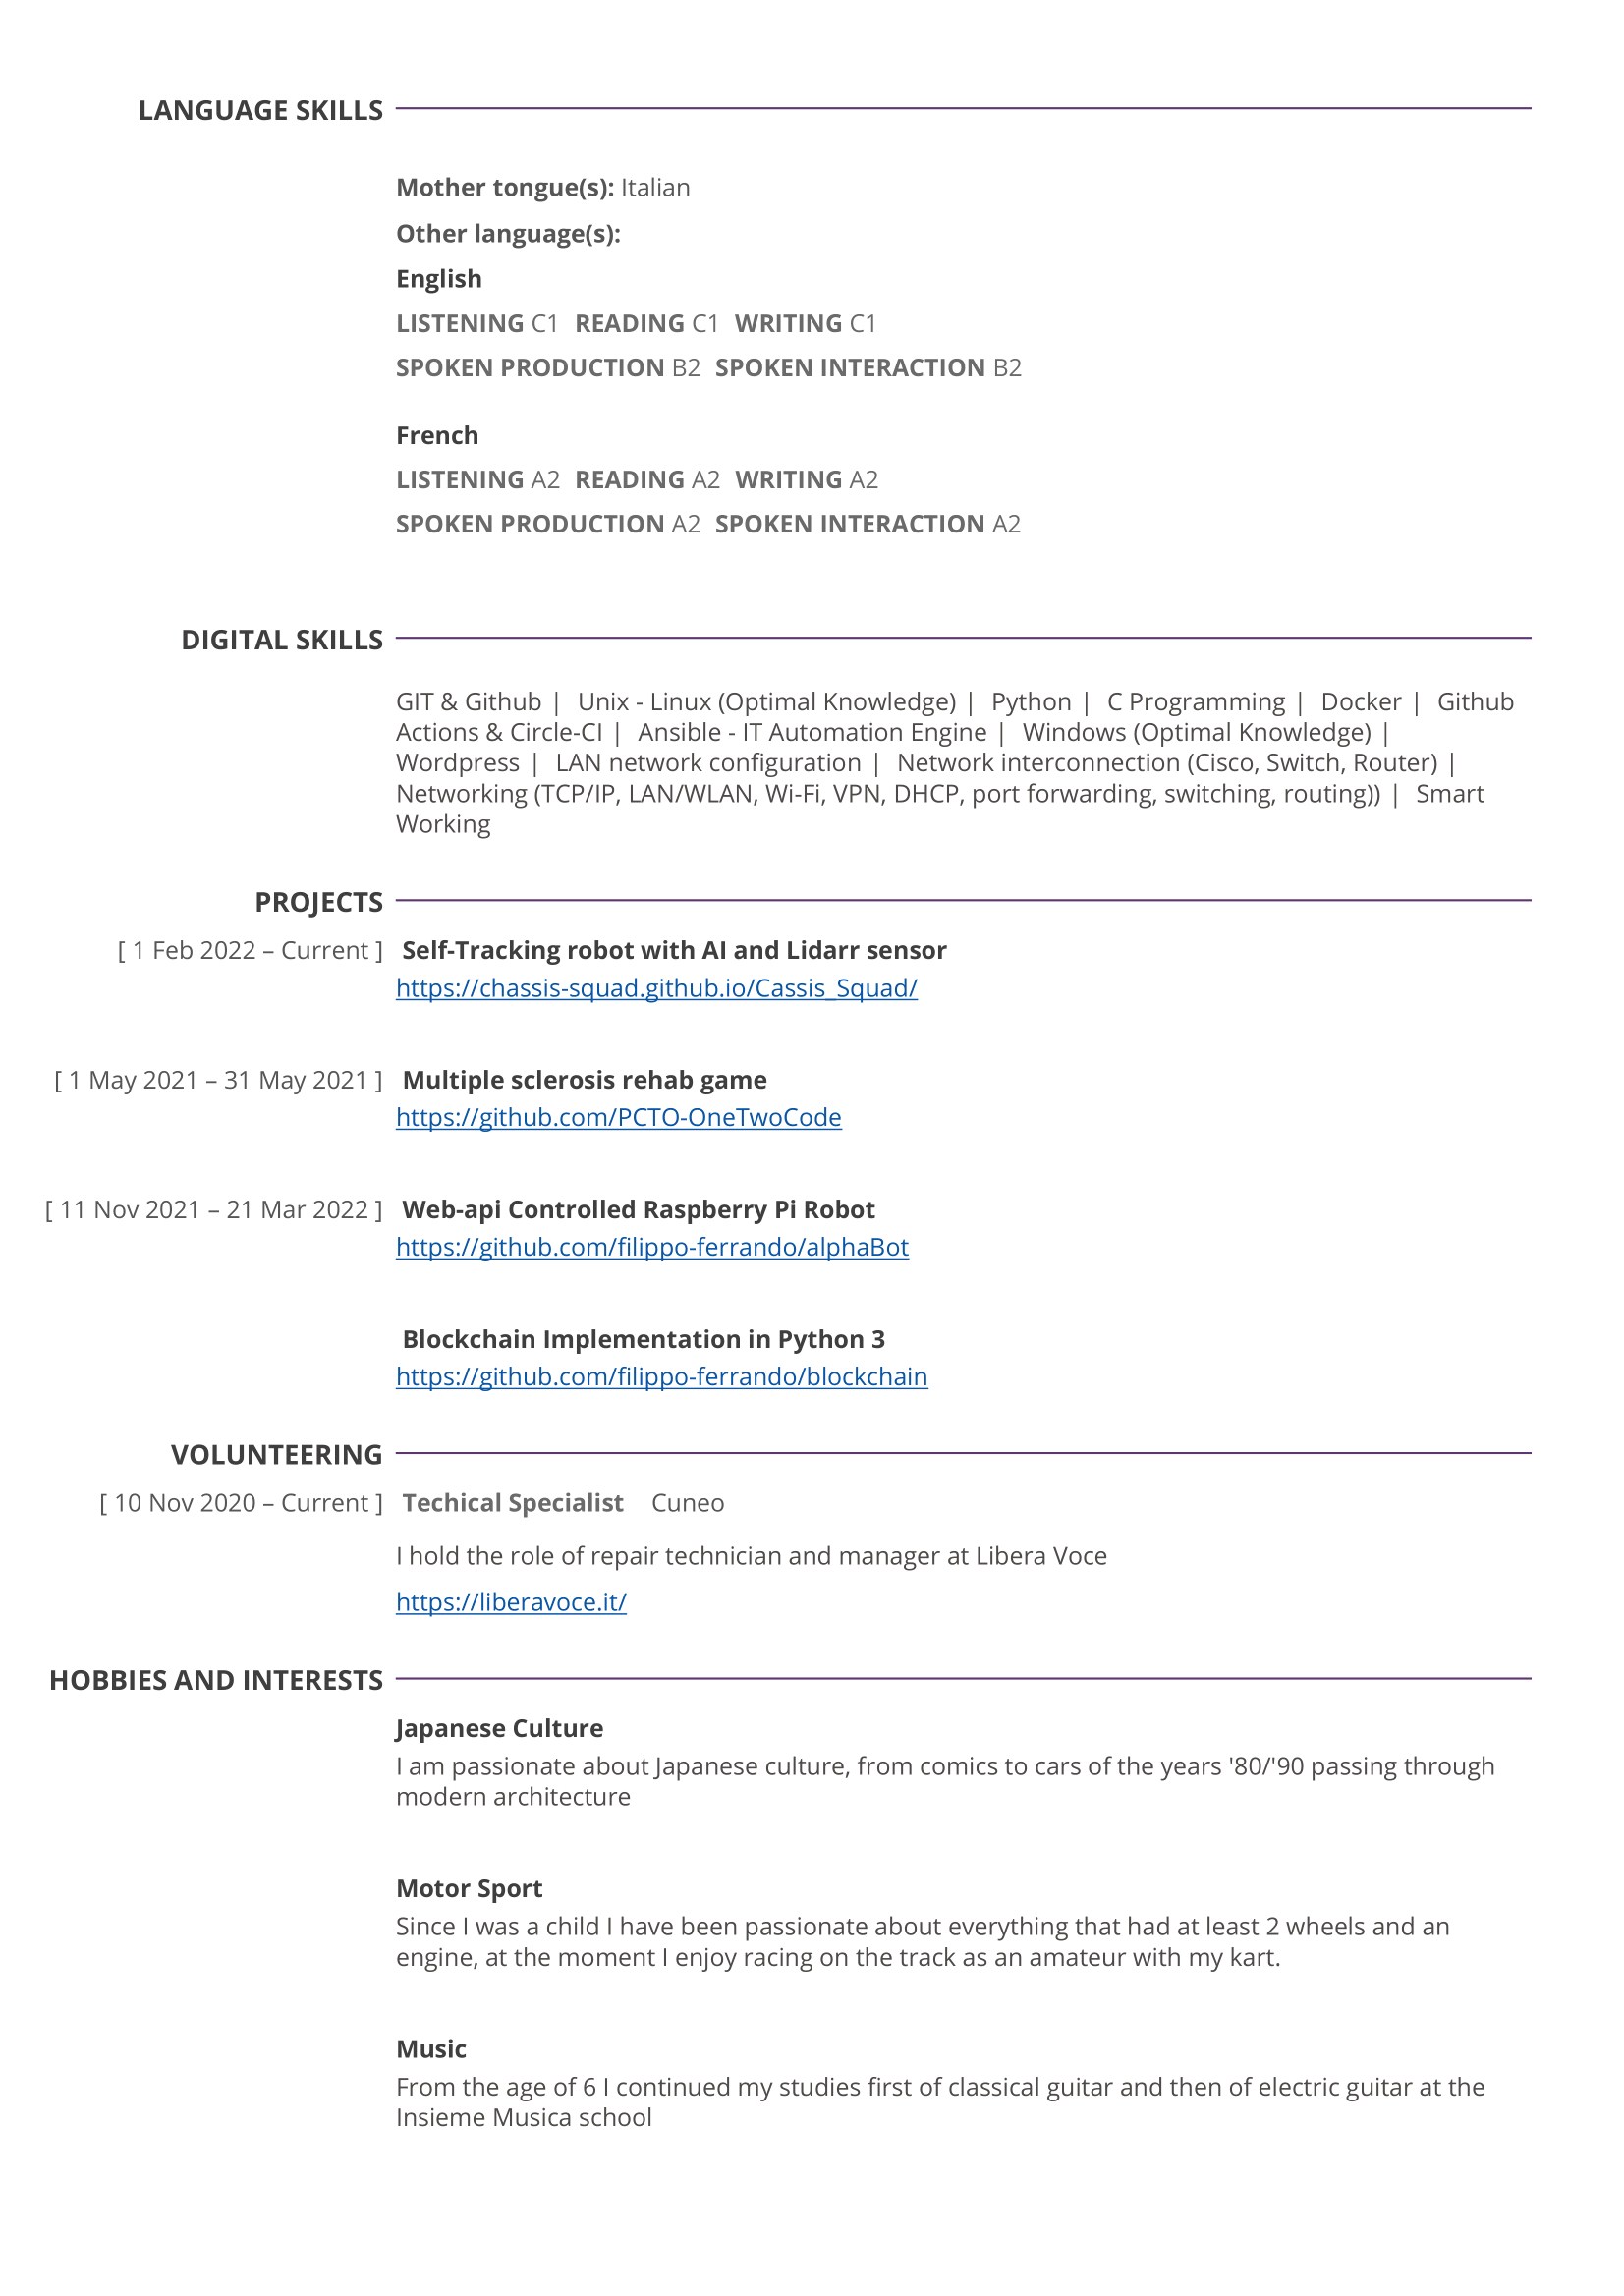 LANGUAGE SKILLS
Mother tongue(s): Italian
Other language(s):
English
LISTENING C1 READING C1 WRITING C1
SPOKEN PRODUCTION B2 SPOKEN INTERACTION B2
French
LISTENING A2 READING A2 WRITING A2
SPOKEN PRODUCTION A2 SPOKEN INTERACTION A2
DIGITAL SKILLS
GIT & Github | Unix - Linux (Optimal Knowledge) | Python | C Programming | Docker | Github
Actions & Circle-CI | Ansible - IT Automation Engine | Windows (Optimal Knowledge) |
Wordpress | LAN network configuration | Network interconnection (Cisco, Switch, Router) |
Networking (TCP/IP, LAN/WLAN, Wi-Fi, VPN, DHCP, port forwarding, switching, routing)) | Smart
Working
PROJECTS
[ 1 Feb 2022 – Current ] Self-Tracking robot with AI and Lidarr sensor
https://chassis-squad.github.io/Cassis_Squad/
[ 1 May 2021 – 31 May 2021 ] Multiple sclerosis rehab game
https://github.com/PCTO-OneTwoCode
[ 11 Nov 2021 – 21 Mar 2022 ] Web-api Controlled Raspberry Pi Robot
https://github.com/filippo-ferrando/alphaBot
Blockchain Implementation in Python 3
https://github.com/filippo-ferrando/blockchain
VOLUNTEERING
[ 10 Nov 2020 – Current ] Techical Specialist Cuneo
I hold the role of repair technician and manager at Libera Voce
https://liberavoce.it/
HOBBIES AND INTERESTS
Japanese Culture
I am passionate about Japanese culture, from comics to cars of the years '80/'90 passing through
modern architecture
Motor Sport
Since I was a child I have been passionate about everything that had at least 2 wheels and an
engine, at the moment I enjoy racing on the track as an amateur with my kart.
Music
From the age of 6 I continued my studies first of classical guitar and then of electric guitar at the
Insieme Musica school